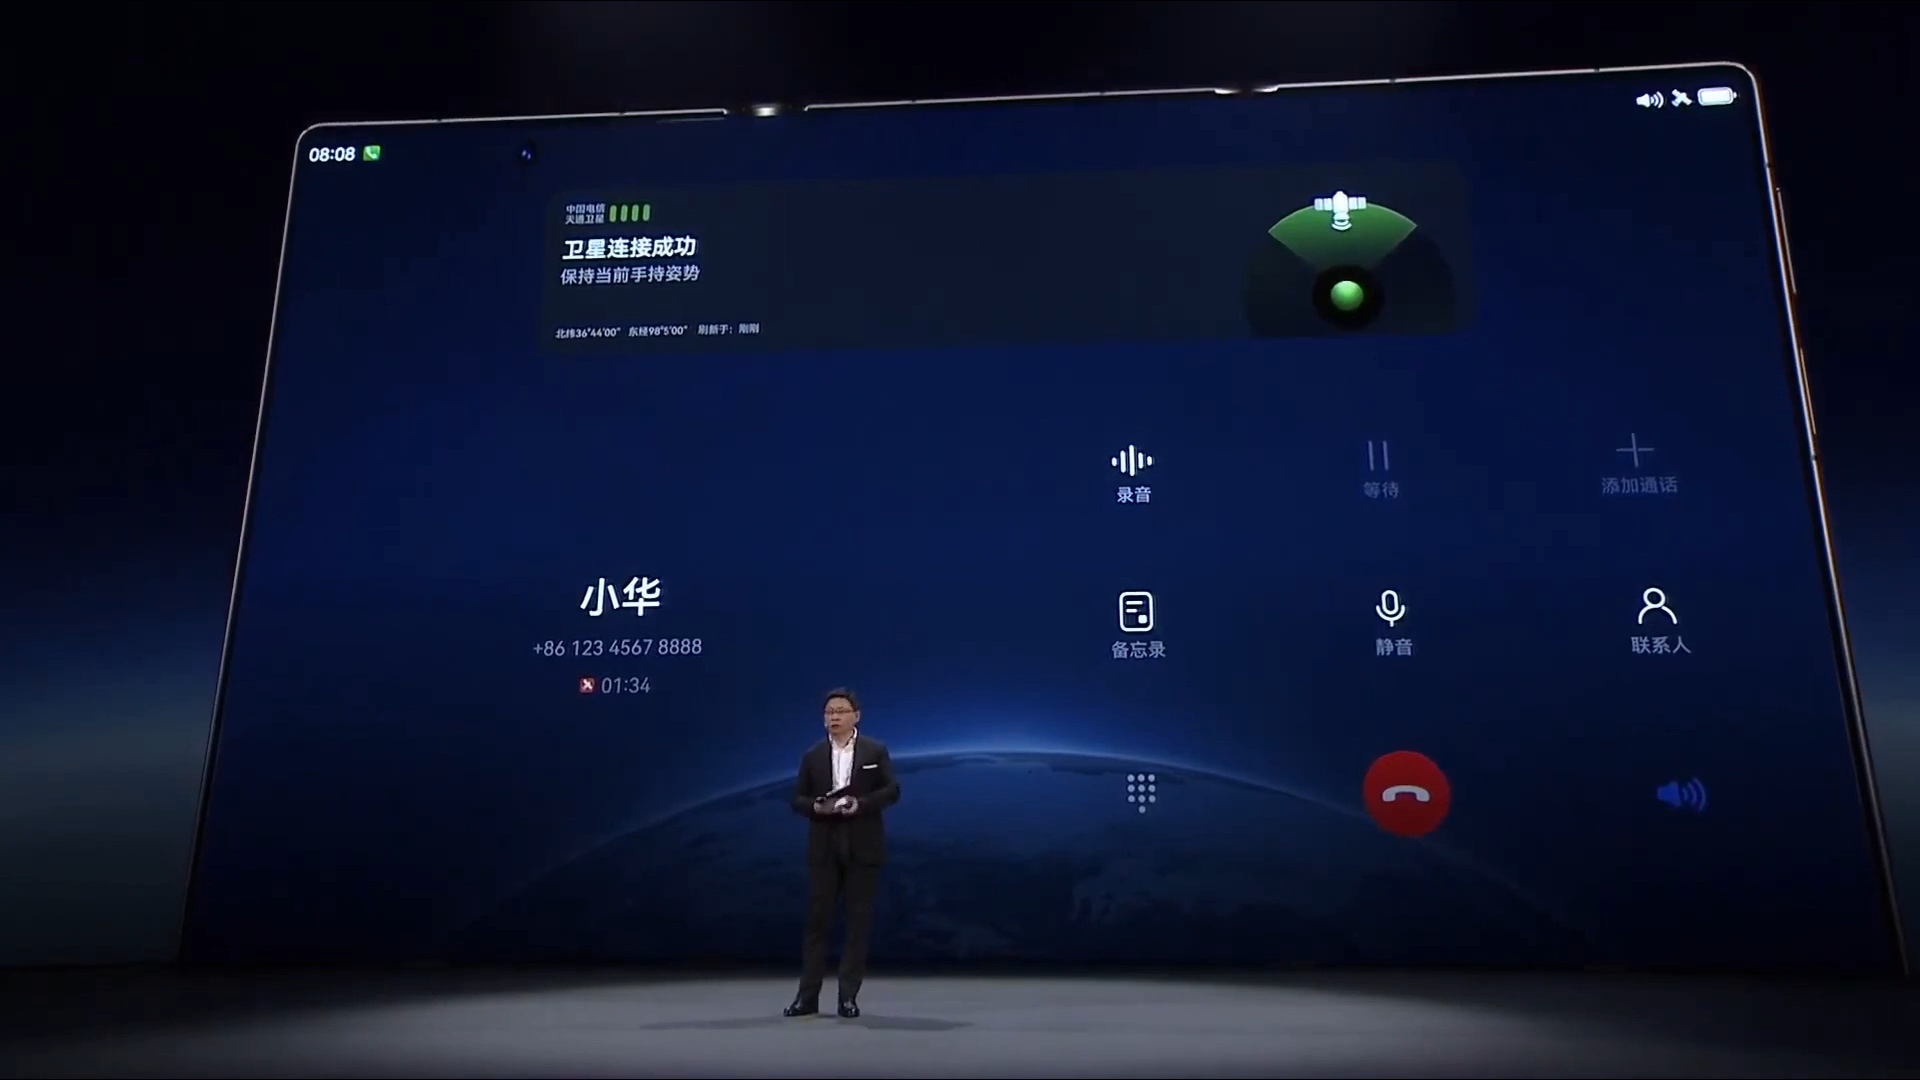 08:08
中国电信
天通卫星
卫星连接成功
保持当前手持姿势
北纬36°44'00" 东经98°5'00" 刷新于：刚刚
录音
等待
添加通话
小华
+86 123 4567 8888
01:34
备忘录
静音
联系人